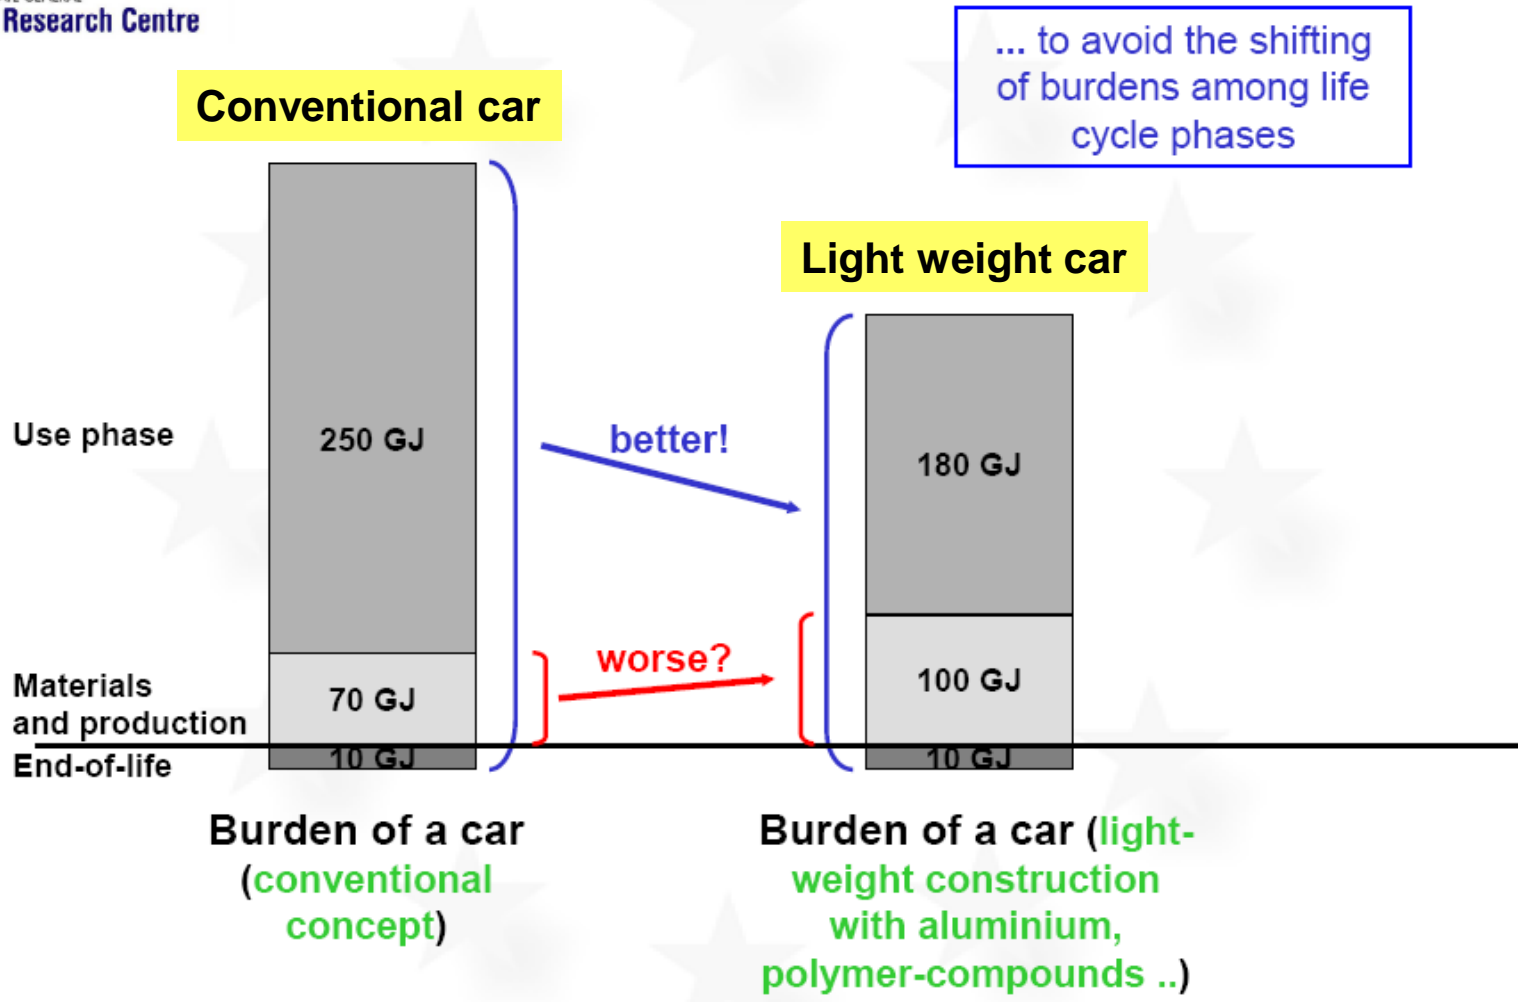 Research Centre
... to avoid the shifting
of burdens among life
cycle phases
Conventional car
Light weight car
Use phase
250 GJ
better!
180 GJ
worse?
Materials
and production
70 GJ
100 GJ
End-of-life
10 GJ
10 GJ
Burden of a car
(conventional
concept)
Burden of a car (light-
weight construction
with aluminium,
polymer-compounds ..)